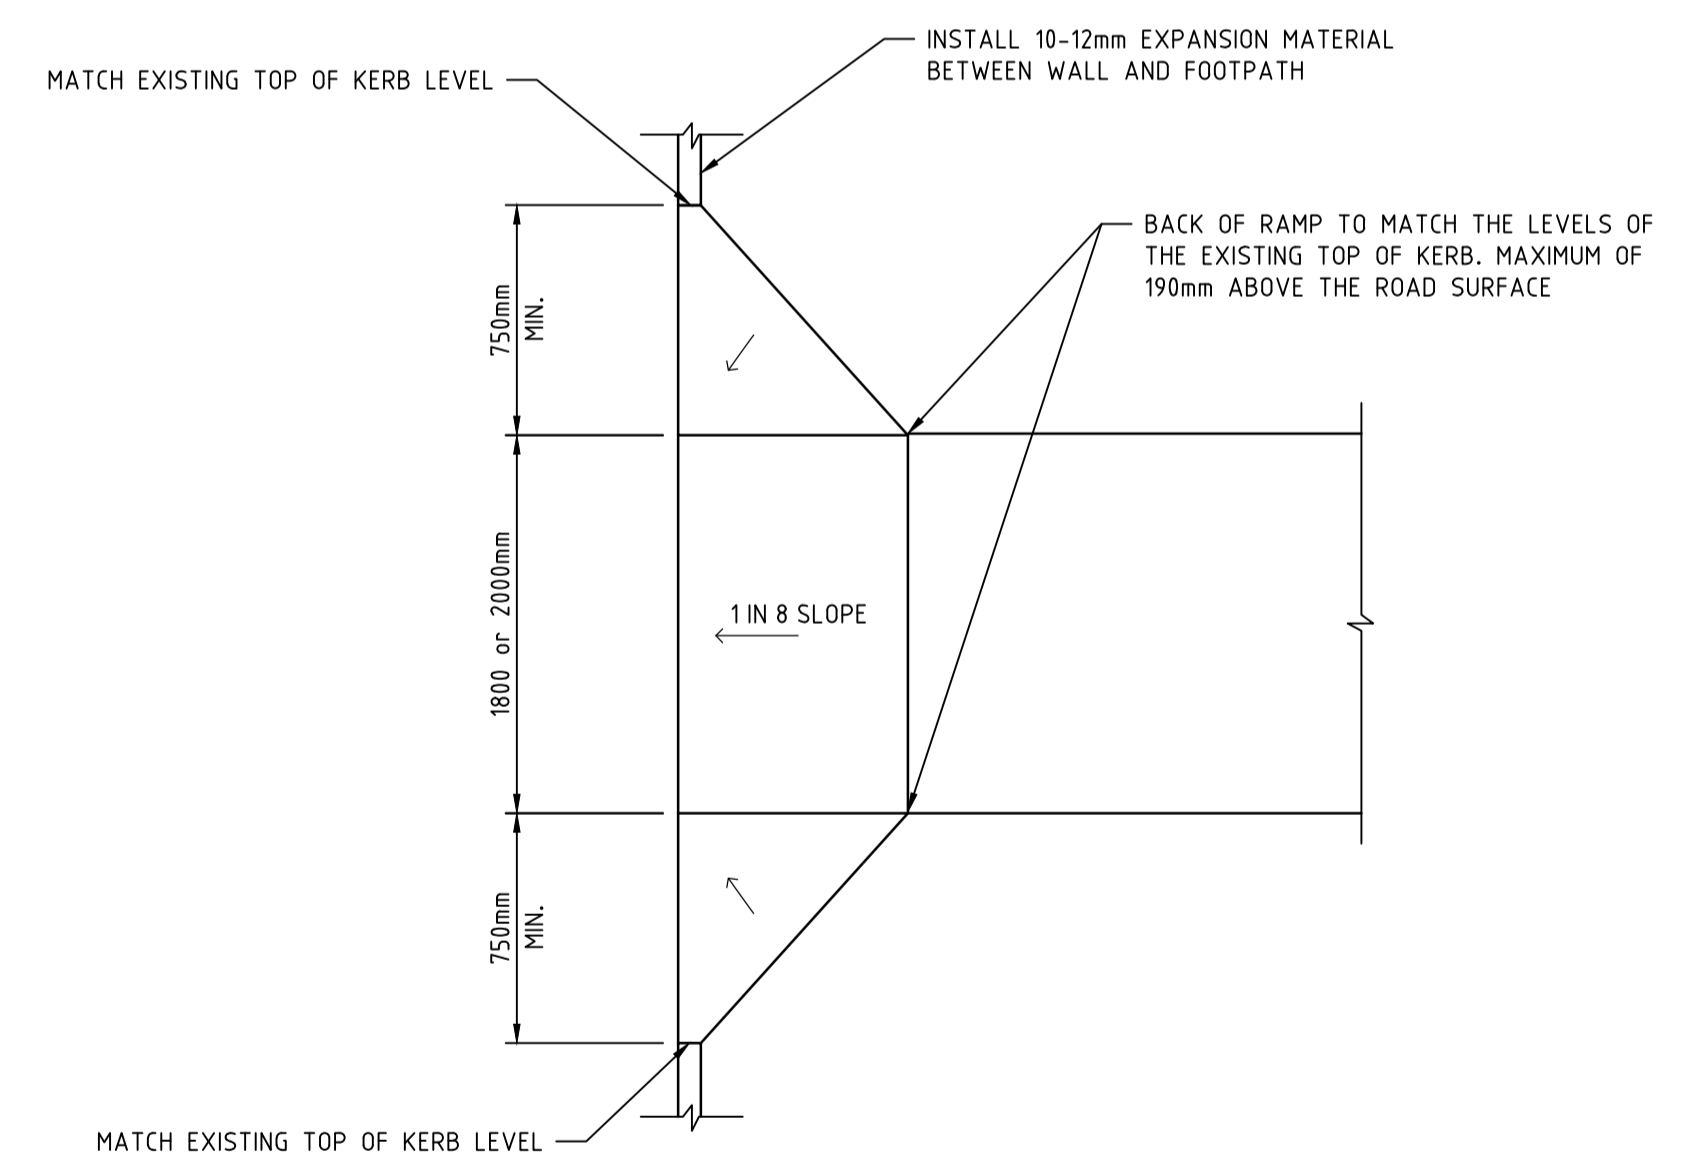 INSTALL 10-12mm EXPANSION MATERIAL
BETWEEN WALL AND FOOTPATH
MATCH EXISTING TOP OF KERB LEVEL
BACK OF RAMP TO MATCH THE LEVELS OF
THE EXISTING TOP OF KERB. MAXIMUM OF
190mm ABOVE THE ROAD SURFACE
750mm
MIN.
1800 or 2000mm
1 IN 8 SLOPE
750mm
MIN.
MATCH EXISTING TOP OF KERB LEVEL